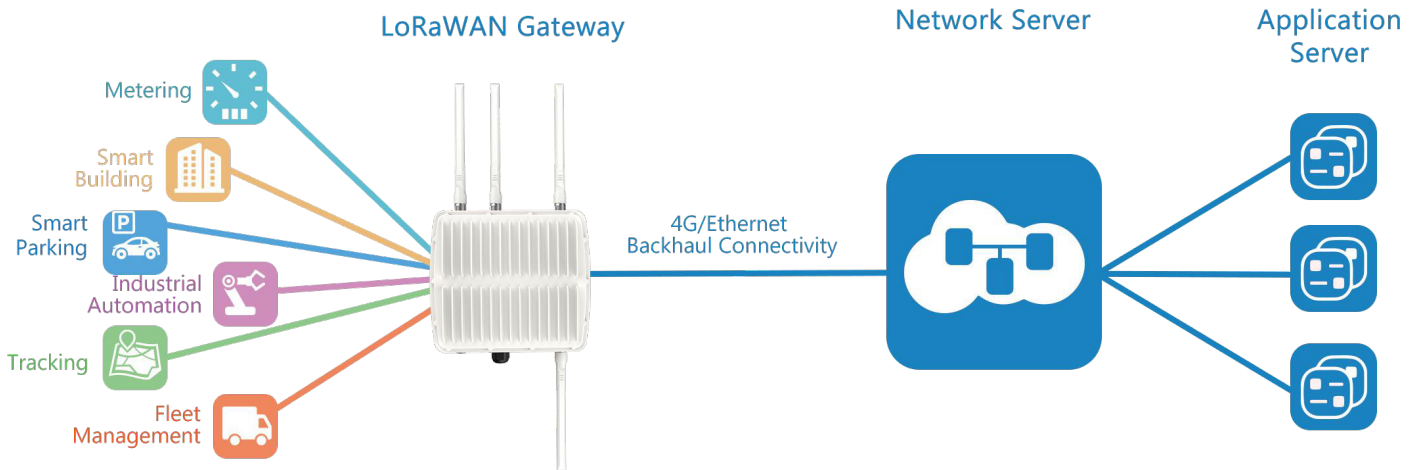 LoRaWAN Gateway
Network Server
Application
Server
Metering
Smart
Building
Smart
Parking
P
Industrial
Automation
Tracking
Fleet
Management
4G/Ethernet
Backhaul Connectivity